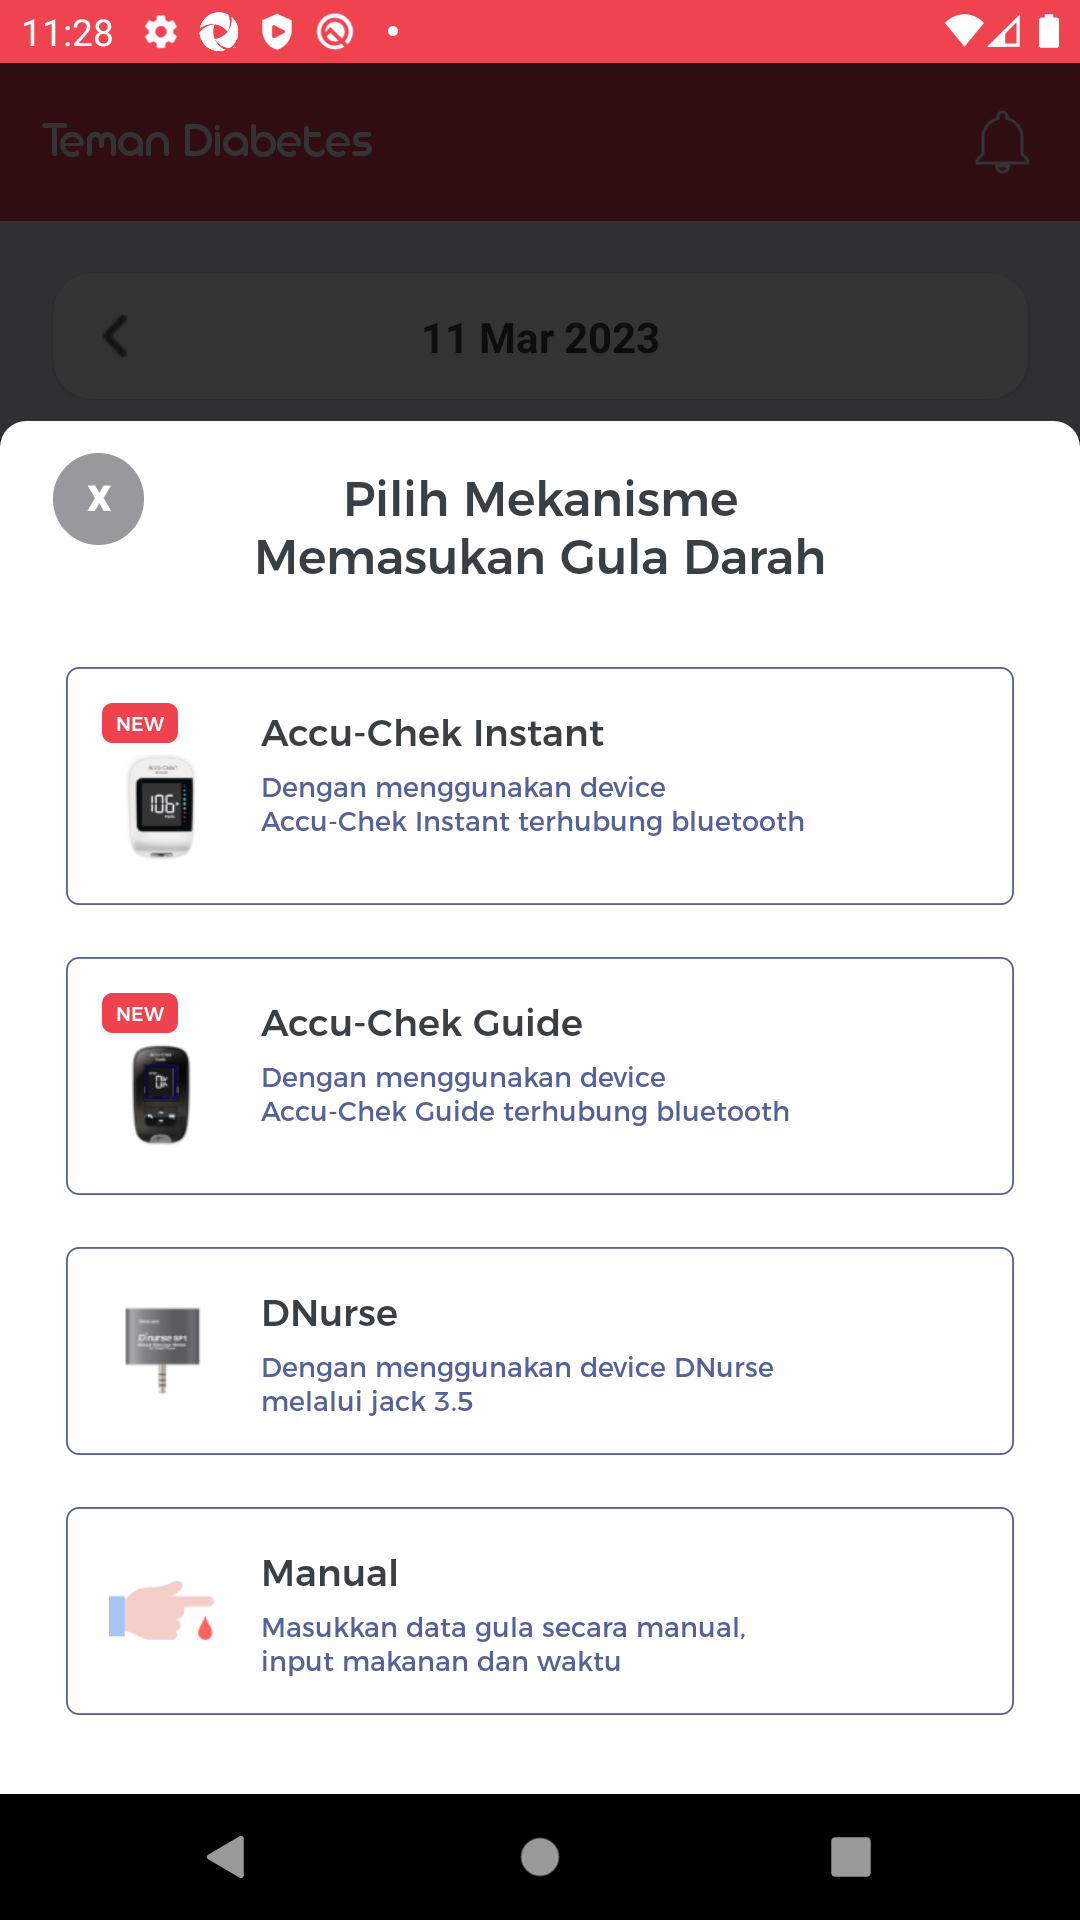 11:28
Teman Diabetes
11 Mar 2023
X
Pilih Mekanisme
Memasukan Gula Darah
NEW
Accu-Chek Instant
Dengan menggunakan device
Accu-Chek Instant terhubung bluetooth
106
NEW
Accu-Chek Guide
Dengan menggunakan device
Accu-Chek Guide terhubung bluetooth
DNurse
Dengan menggunakan device DNurse
melalui jack 3.5
Manual
Masukkan data gula secara manual,
input makanan dan waktu